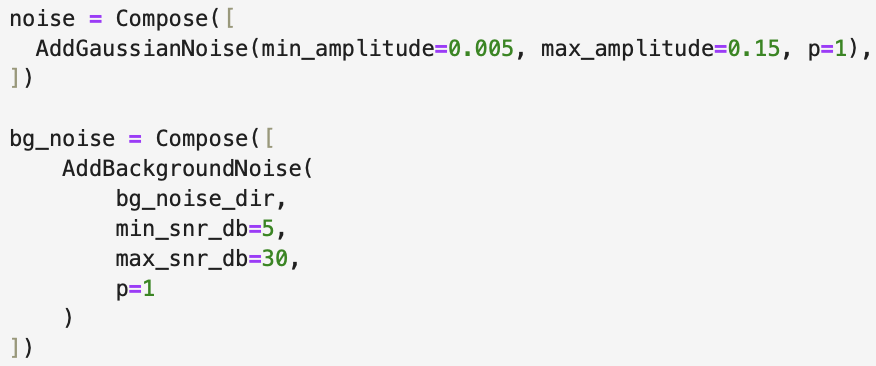 noise = Compose([
  AddGaussianNoise(min_amplitude=0.005, max_amplitude=0.15, p=1),
])

bg_noise = Compose([
    AddBackgroundNoise(
        bg_noise_dir,
        min_snr_db=5,
        max_snr_db=30,
        p=1
    )
])